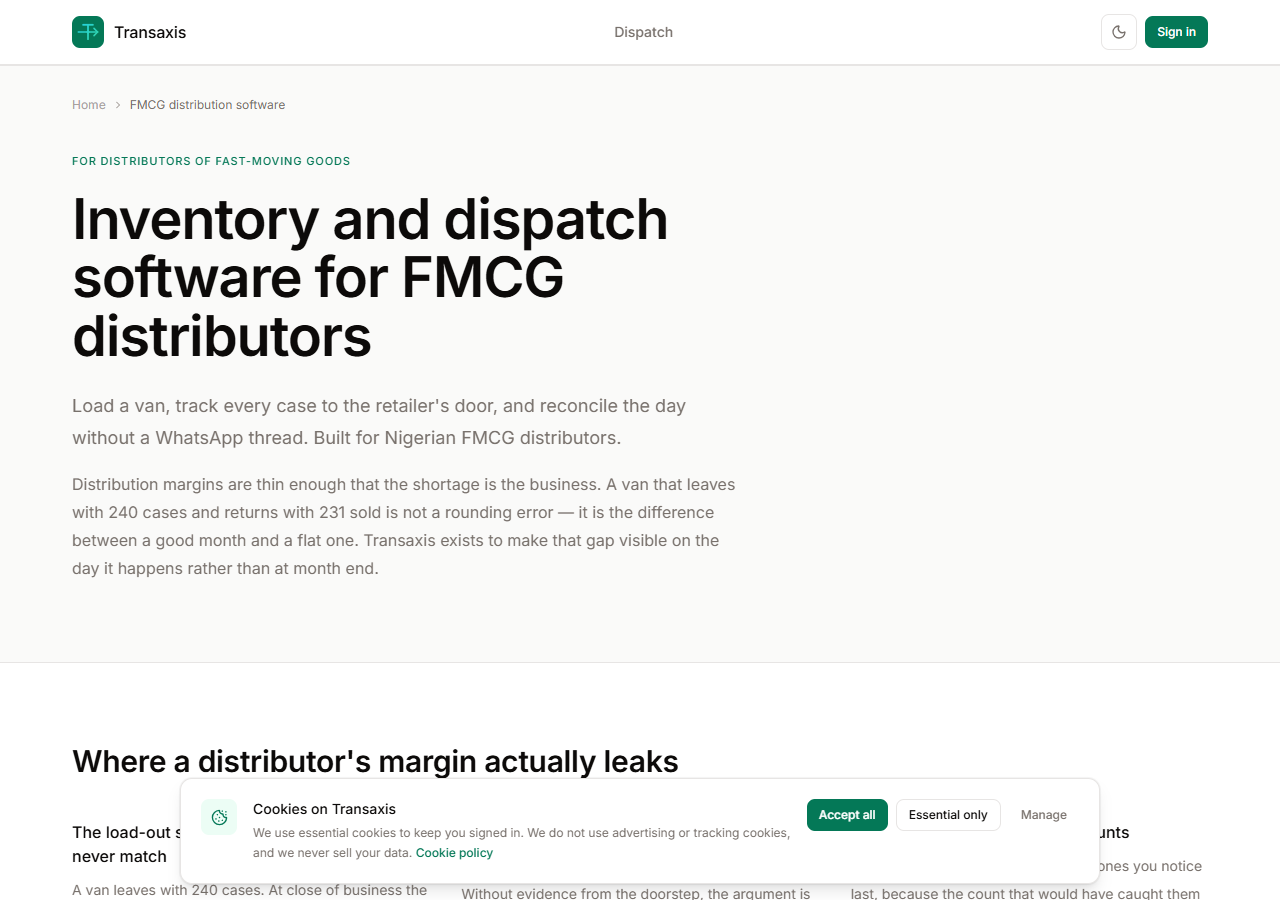 Transaxis
Dispatch
Sign in
Home
FMCG distribution software
FOR DISTRIBUTORS OF FAST-MOVING GOODS
Inventory and dispatch
software for FMCG
distributors
Load a van, track every case to the retailer's door, and reconcile the day
without a WhatsApp thread. Built for Nigerian FMCG distributors.
Distribution margins are thin enough that the shortage is the business. A van that leaves
with 240 cases and returns with 231 sold is not a rounding error — it is the difference
between a good month and a flat one. Transaxis exists to make that gap visible on the
day it happens rather than at month end.
Where a distributor's margin actually leaks
The load-out
never match
A van leaves with 240 cases. At close of business the
Without evidence from the doorstep, the argument is
ones you notice
last, because the count that would have caught them
Cookies on Transaxis
We use essential cookies to keep you signed in. We do not use advertising or tracking cookies,
and we never sell your data. Cookie policy
Accept all
Essential only
Manage